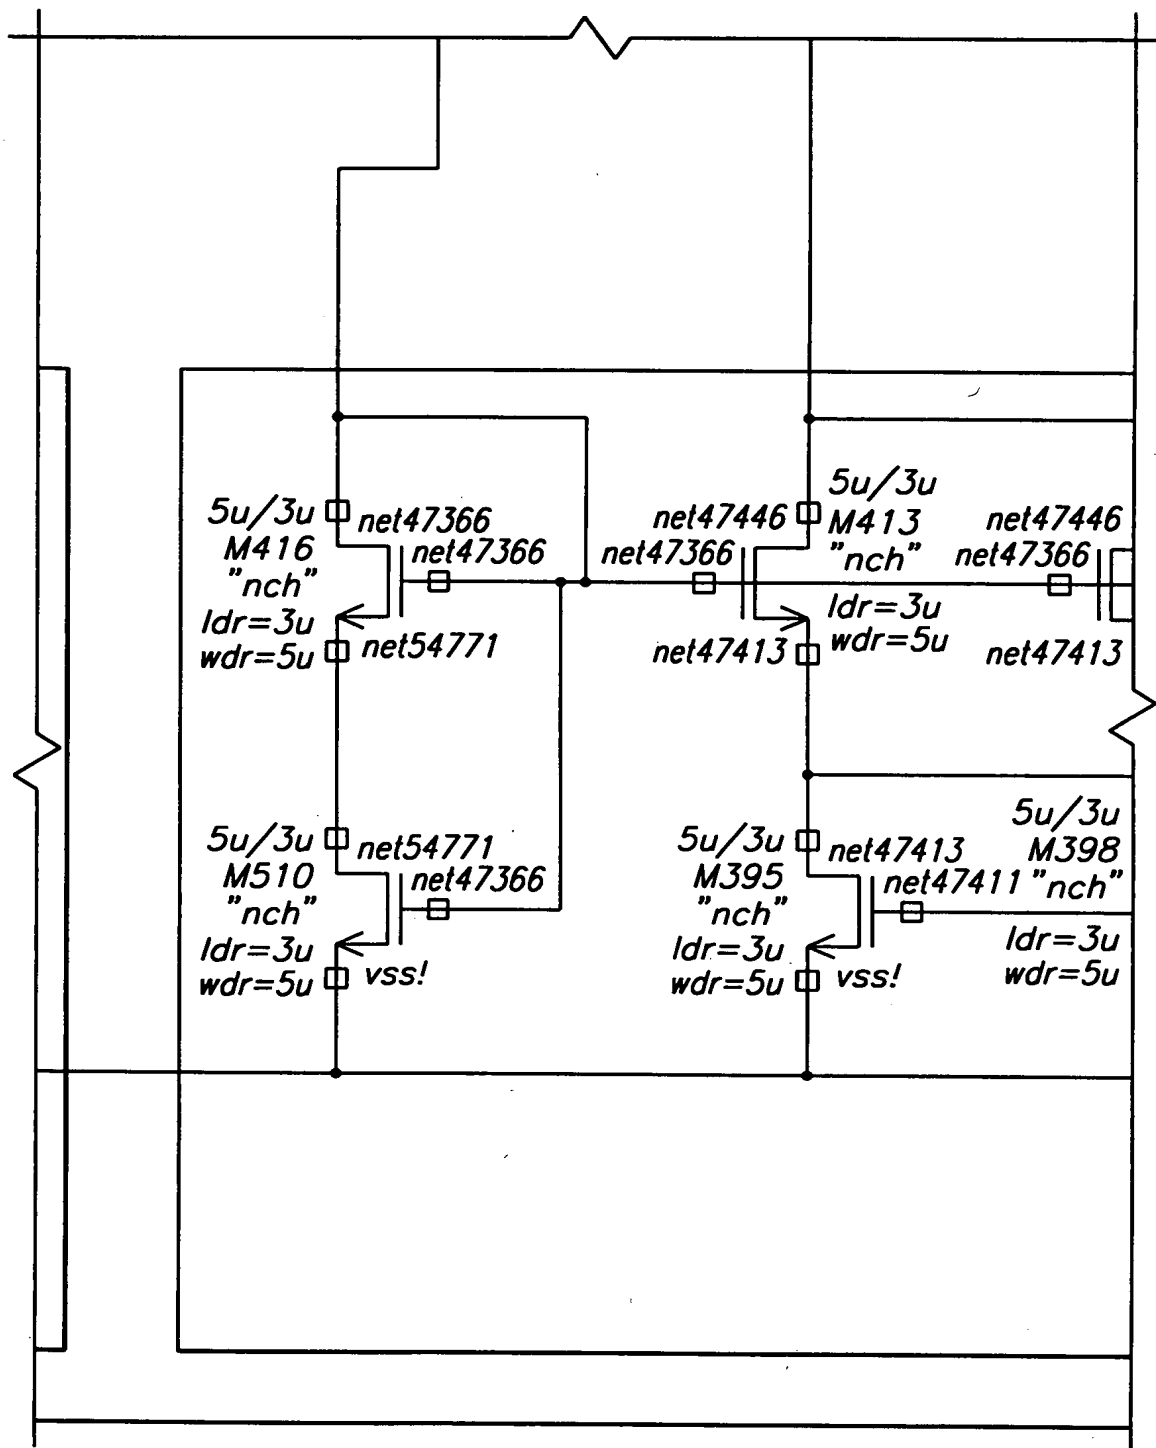 5u/3u
M416
"nch"
ldr=3u
wdr=5u
net47366
net47366
net54771
net47446
net47366
net47413
5u/3u
M413
"nch"
ldr=3u
wdr=5u
net47446
net47366
net47413
5u/3u
M510
"nch"
ldr=3u
wdr=5u
net54771
net47366
vss!
5u/3u
M395
"nch"
ldr=3u
wdr=5u
net47413
net47411
vss!
5u/3u
M398
"nch"
ldr=3u
wdr=5u